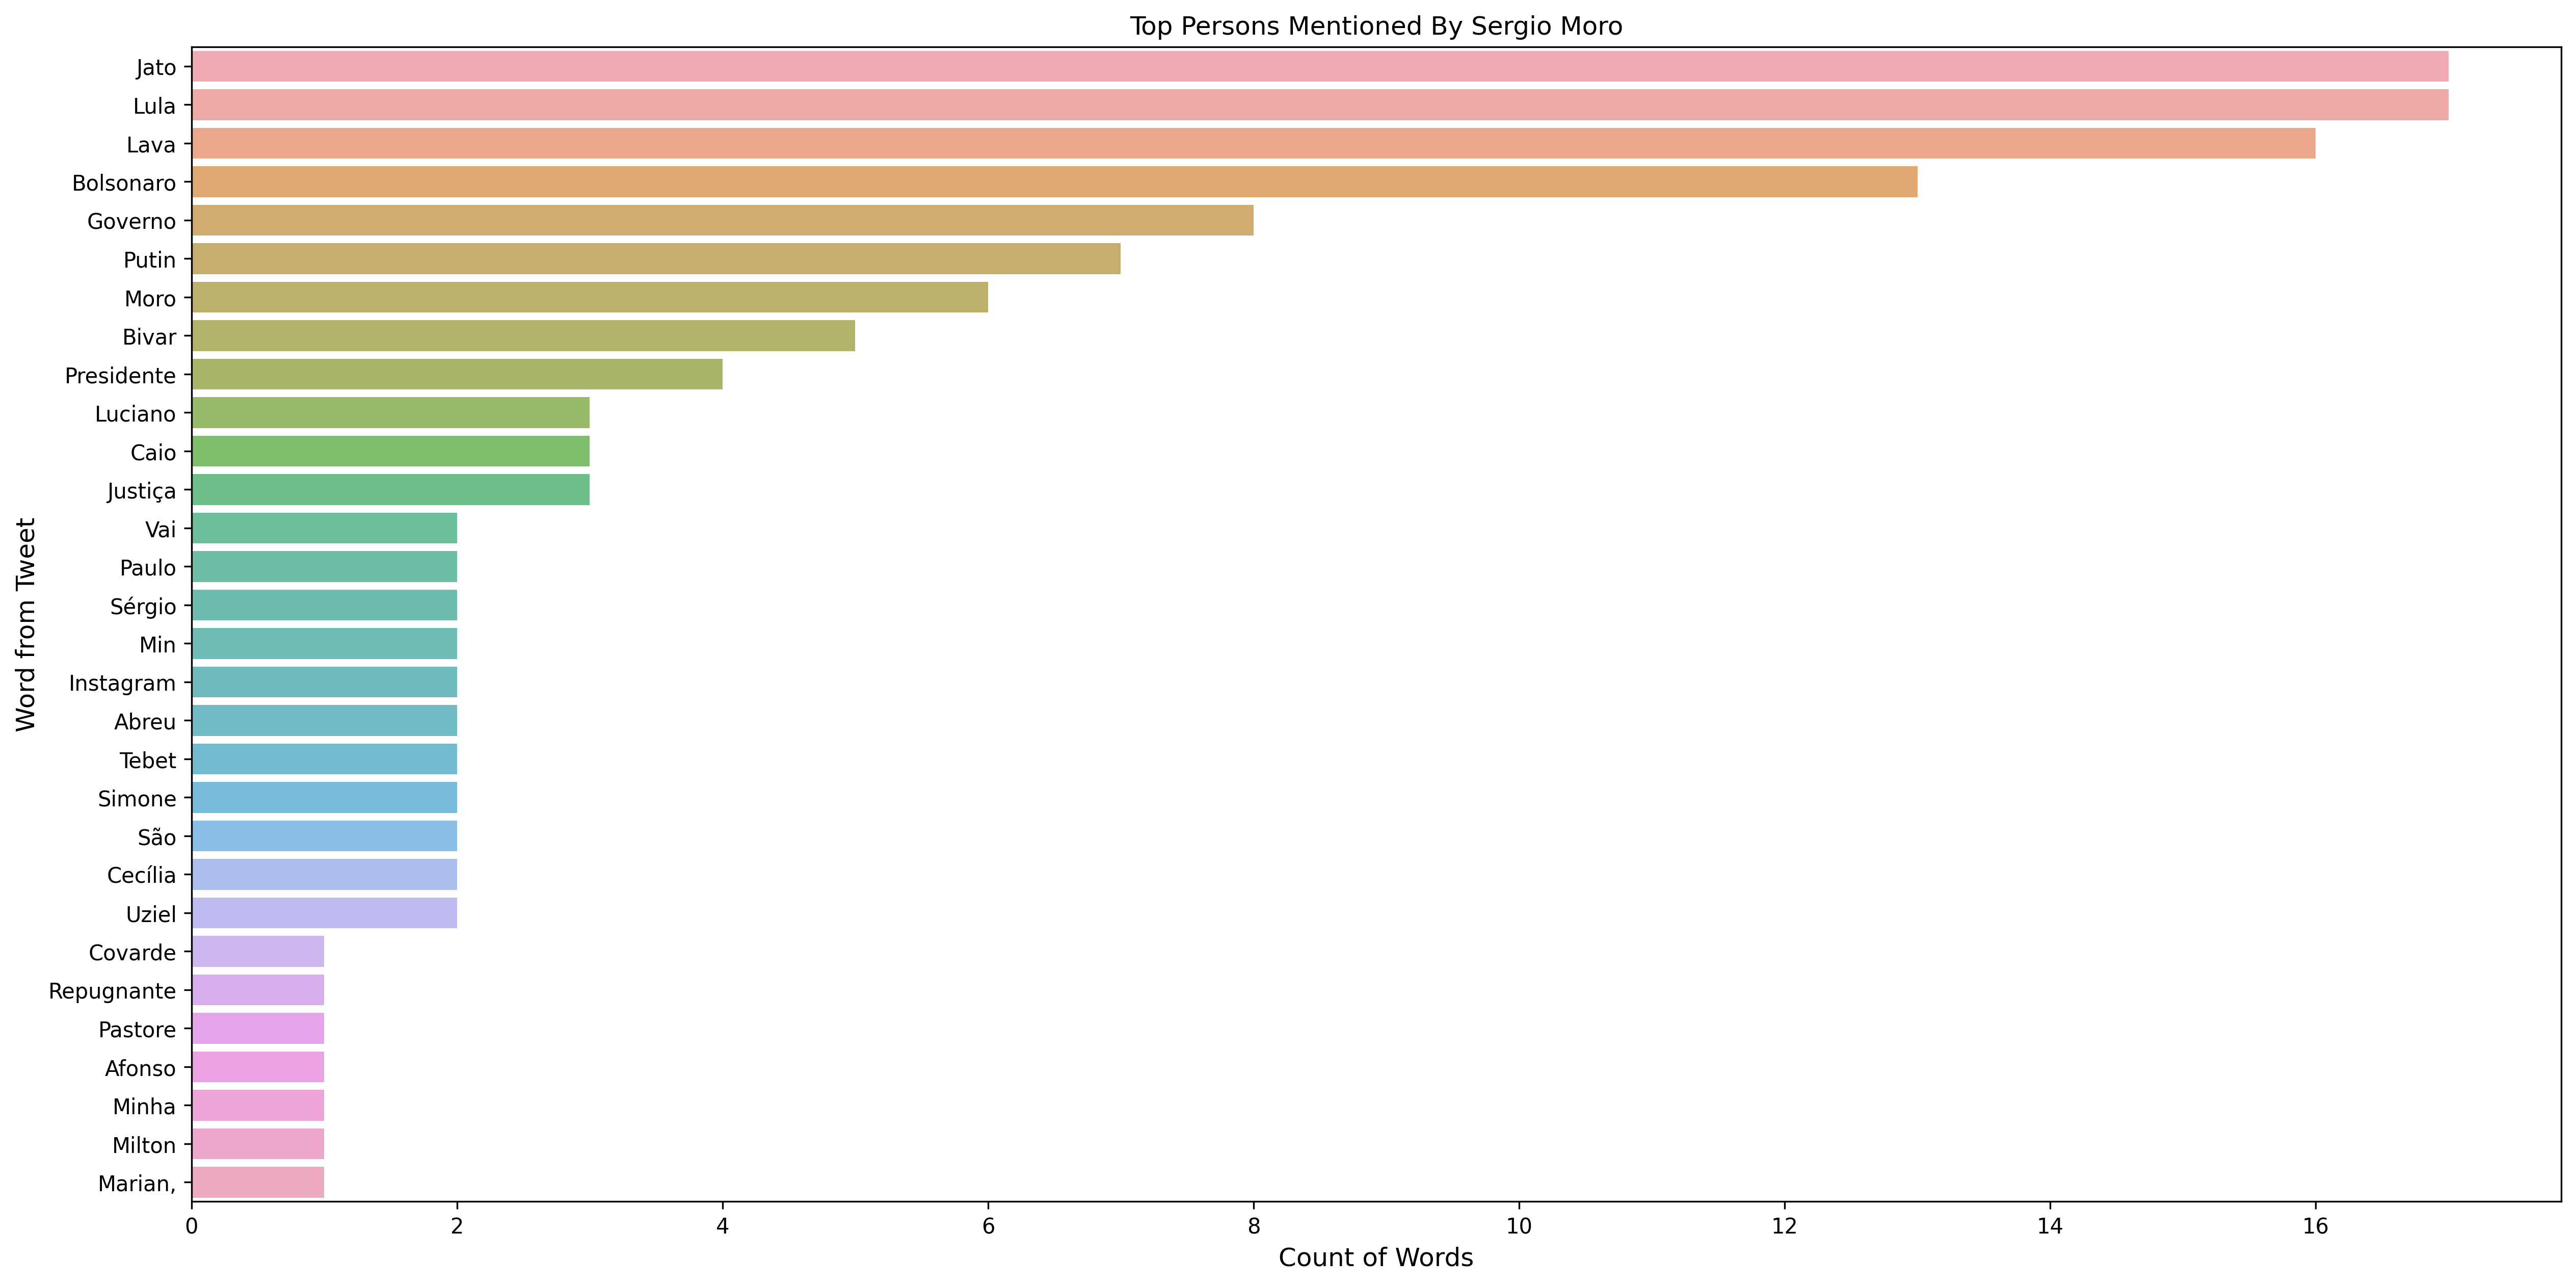 Top Persons Mentioned By Sergio Moro
Jato
Lula
Lava
Bolsonaro
Governo
Putin
Moro
Bivar
Presidente
Luciano
Caio
Justiça
Vai
Paulo
Sérgio
Min
Instagram
Abreu
Tebet
Simone
São
Cecília
Uziel
Covarde
Repugnante
Pastore
Afonso
Minha
Milton
Marian,
Word from Tweet
0 2 4 6 8 10 12 14 16
Count of Words